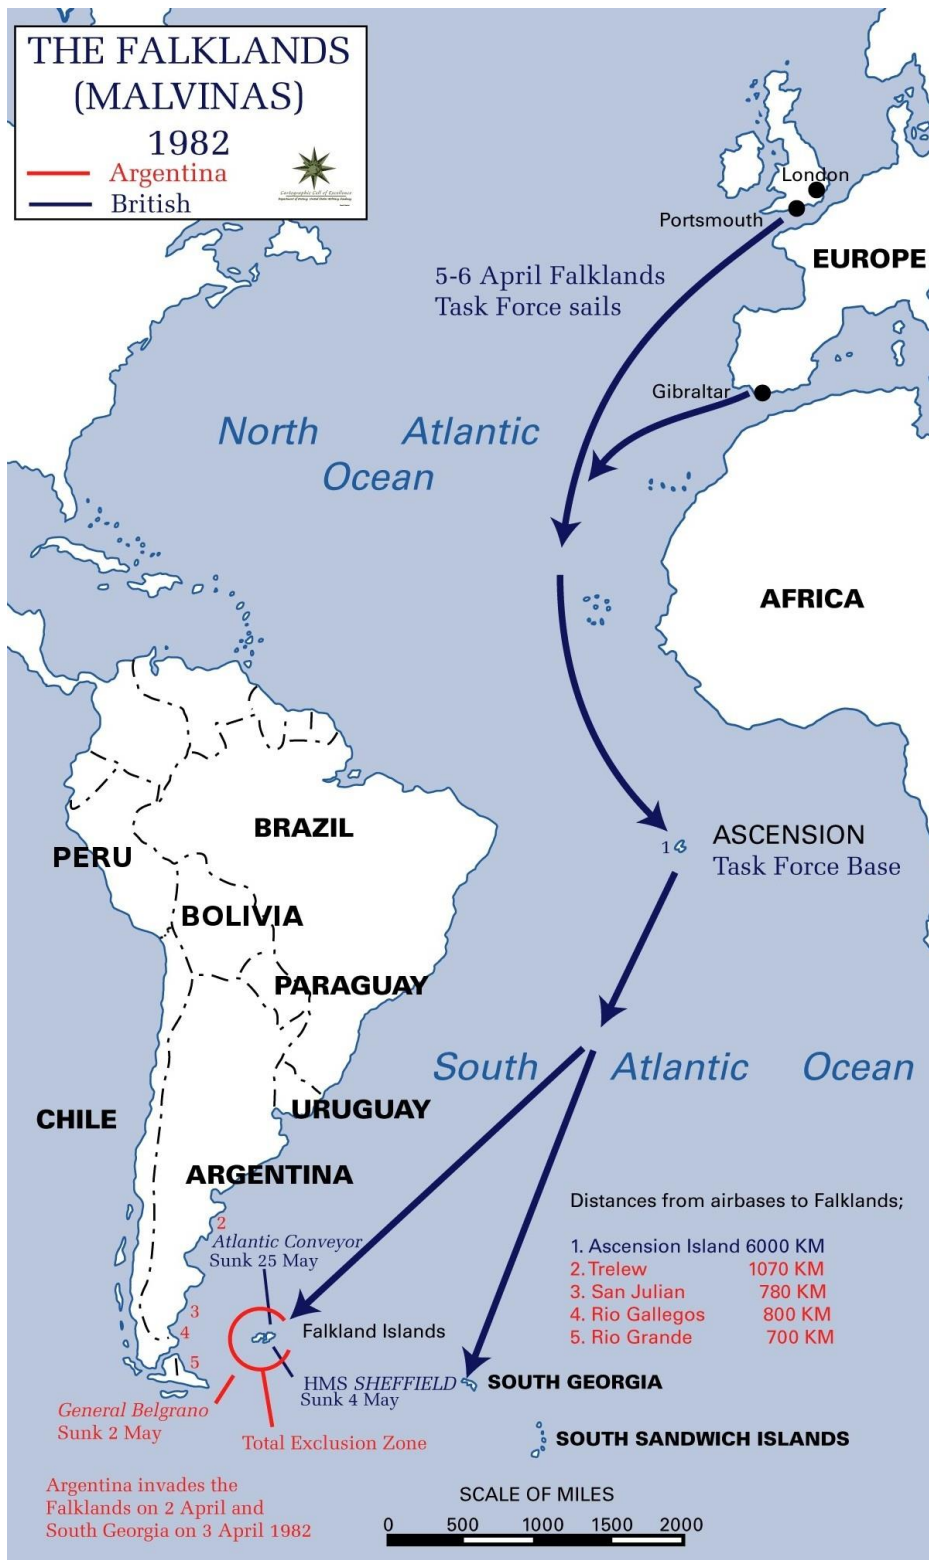 THE FALKLANDS
(MALVINAS)
1982
Argentina
British
London
Portsmouth
EUROPE
5-6 April Falklands
Task Force sails
Gibraltar
North Atlantic
Ocean
AFRICA
BRAZIL
ASCENSION
PERU
1
Task Force Base
BOLIVIA
PARAGUAY
South Atlantic Ocean
CHILE
URUGUAY
ARGENTINA
Distances from airbases to Falklands;
1. Ascension Island 6000 KM
2. Trelew 1070 KM
3. San Julian 780 KM
4. Rio Gallegos 800 KM
5. Rio Grande 700 KM
2
Atlantic Conveyor
Sunk 25 May
3
4
5
Falkland Islands
HMS SHEFFIELD
Sunk 4 May
SOUTH GEORGIA
General Belgrano
Sunk 2 May
Total Exclusion Zone
SOUTH SANDWICH ISLANDS
Argentina invades the
Falklands on 2 April and
South Georgia on 3 April 1982
SCALE OF MILES
0 500 1000 1500 2000